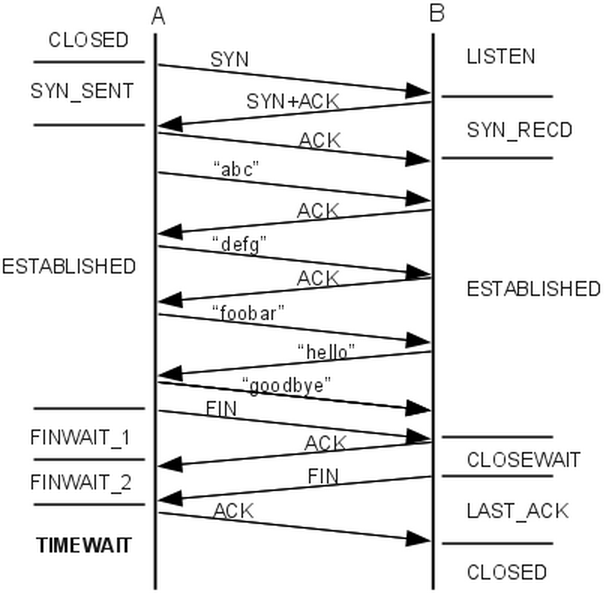 A
B
CLOSED
SYN
LISTEN
SYN_SENT
SYN+ACK
ACK
SYN_RECD
“abc”
ACK
“defg”
ESTABLISHED
ACK
ESTABLISHED
“foobar”
“hello”
“goodbye”
FIN
FINWAIT_1
ACK
CLOSEWAIT
FINWAIT_2
FIN
ACK
LAST_ACK
TIMEWAIT
CLOSED